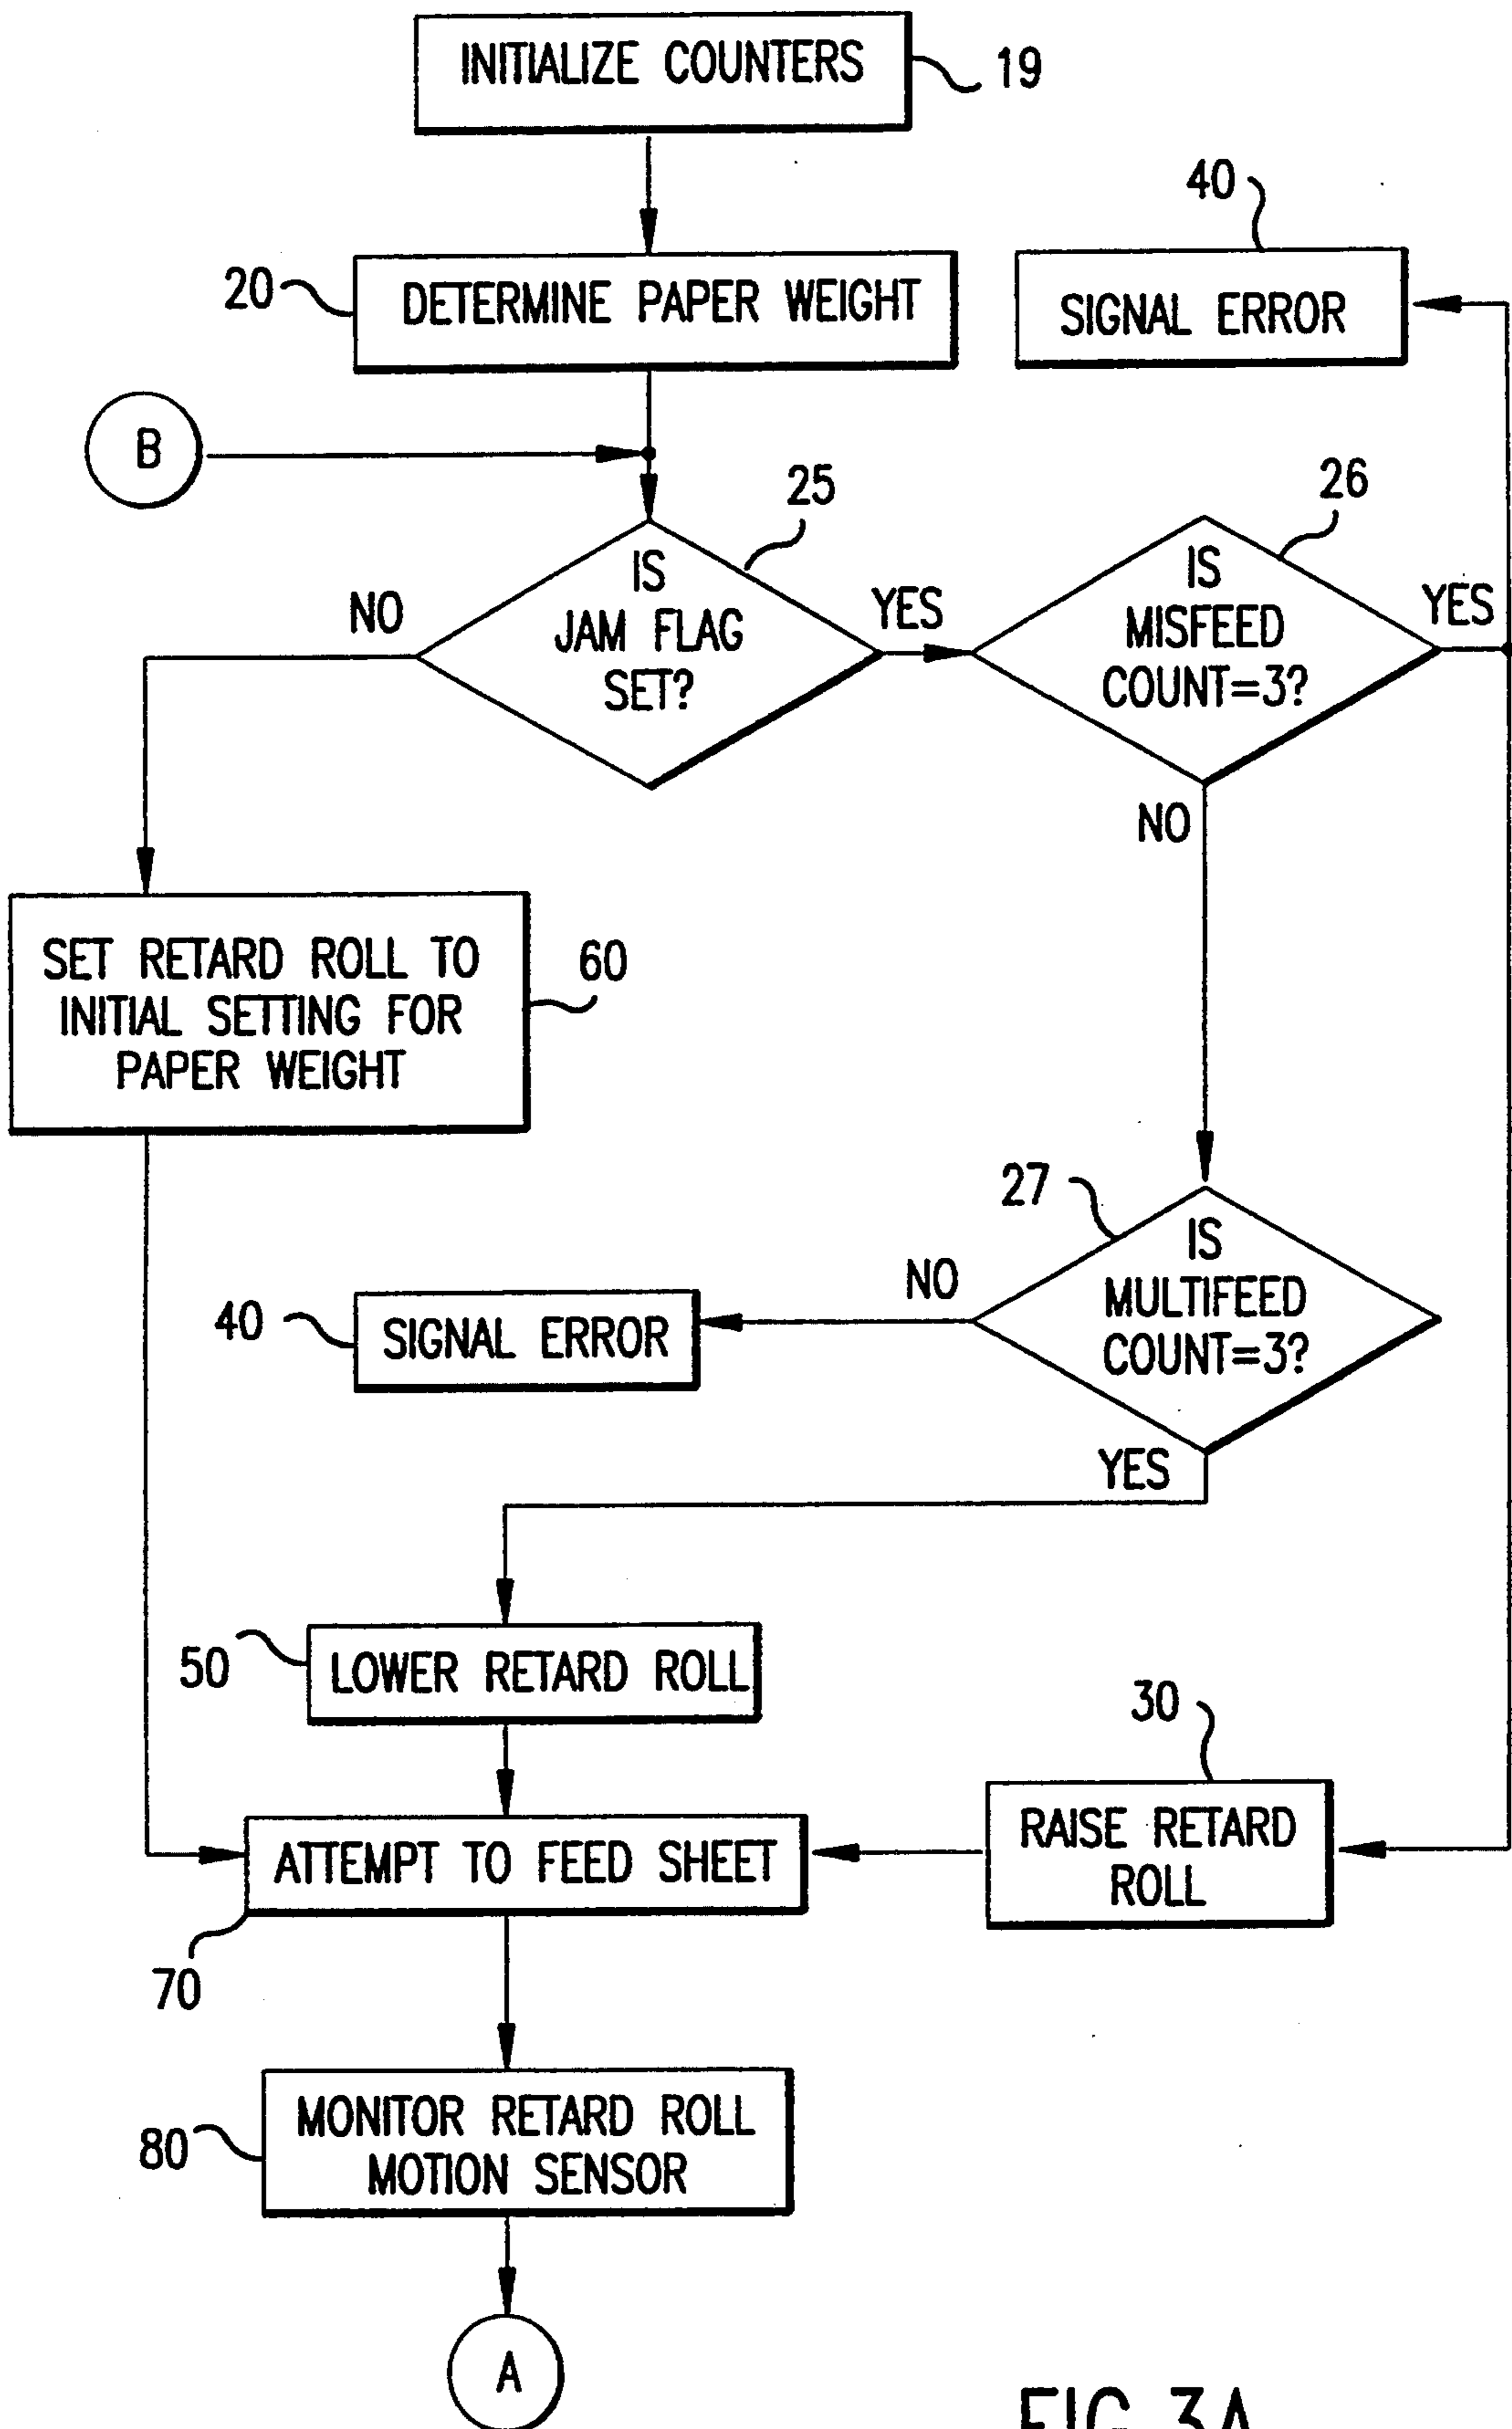 INITIALIZE COUNTERS
19
40
20
DETERMINE PAPER WEIGHT
SIGNAL ERROR
B
25
26
IS
JAM FLAG
SET?
NO
YES
IS
MISFEED
COUNT=3?
YES
NO
SET RETARD ROLL TO
INITIAL SETTING FOR
PAPER WEIGHT
60
27
IS
MULTIFEED
COUNT=3?
NO
40
SIGNAL ERROR
YES
50
LOWER RETARD ROLL
30
RAISE RETARD
ROLL
ATTEMPT TO FEED SHEET
70
80
MONITOR RETARD ROLL
MOTION SENSOR
A
FIG. 3A